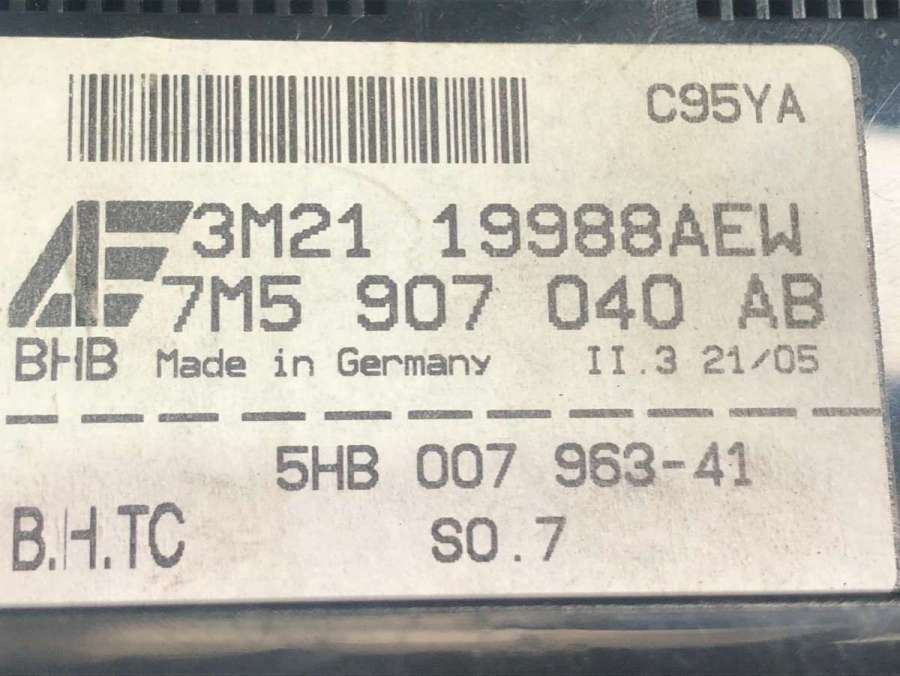 C95YA
AF 3M21 19988AEW
7M5 907 040 AB
BHB Made in Germany II.3 21/05
5HB 007 963-41
B.H.TC S0.7